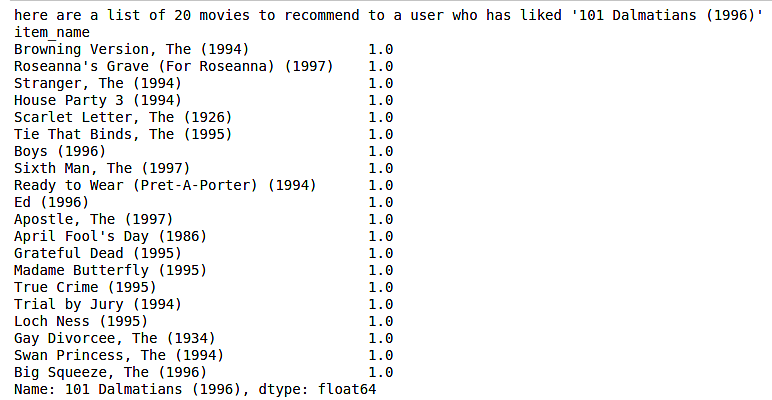 here are a list of 20 movies to recommend to a user who has liked '101 Dalmatians (1996)'
item_name
Browning Version, The (1994) 1.0
Roseanna's Grave (For Roseanna) (1997) 1.0
Stranger, The (1994) 1.0
House Party 3 (1994) 1.0
Scarlet Letter, The (1926) 1.0
Tie That Binds, The (1995) 1.0
Boys (1996) 1.0
Sixth Man, The (1997) 1.0
Ready to Wear (Pret-A-Porter) (1994) 1.0
Ed (1996) 1.0
Apostle, The (1997) 1.0
April Fool's Day (1986) 1.0
Grateful Dead (1995) 1.0
Madame Butterfly (1995) 1.0
True Crime (1995) 1.0
Trial by Jury (1994) 1.0
Loch Ness (1995) 1.0
Gay Divorcee, The (1934) 1.0
Swan Princess, The (1994) 1.0
Big Squeeze, The (1996) 1.0
Name: 101 Dalmatians (1996), dtype: float64